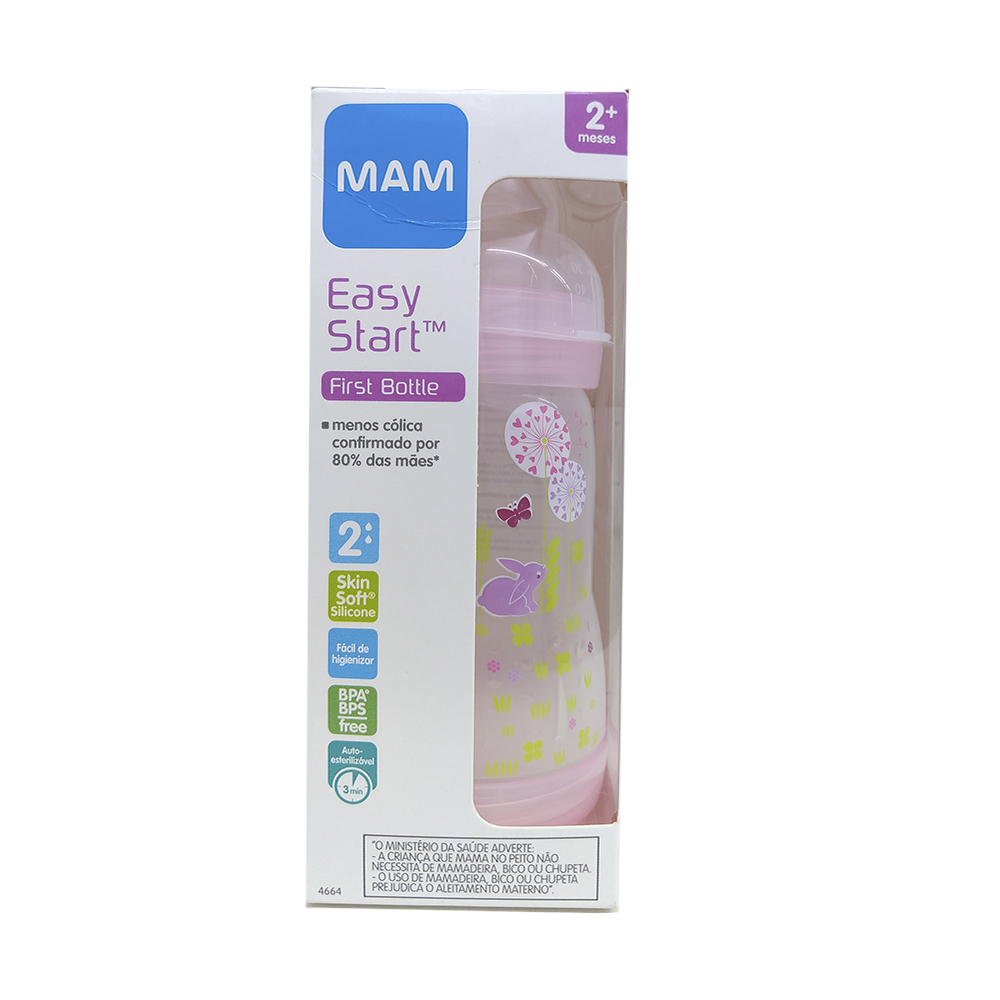 MAM
2+
meses
Easy
Start™
First Bottle
menos cólica
confirmado por
80% das mães*
2
Skin
Soft®
Silicone
Fácil de
higienizar
BPA°
BPS
free
Auto-
esterilizável
3 min
"O MINISTÉRIO DA SAÚDE ADVERTE:
- A CRIANÇA QUE MAMA NO PEITO NÃO
NECESSITA DE MAMADEIRA, BICO OU CHUPETA.
- O USO DE MAMADEIRA, BICO OU CHUPETA
PREJUDICA O ALEITAMENTO MATERNO".
4664